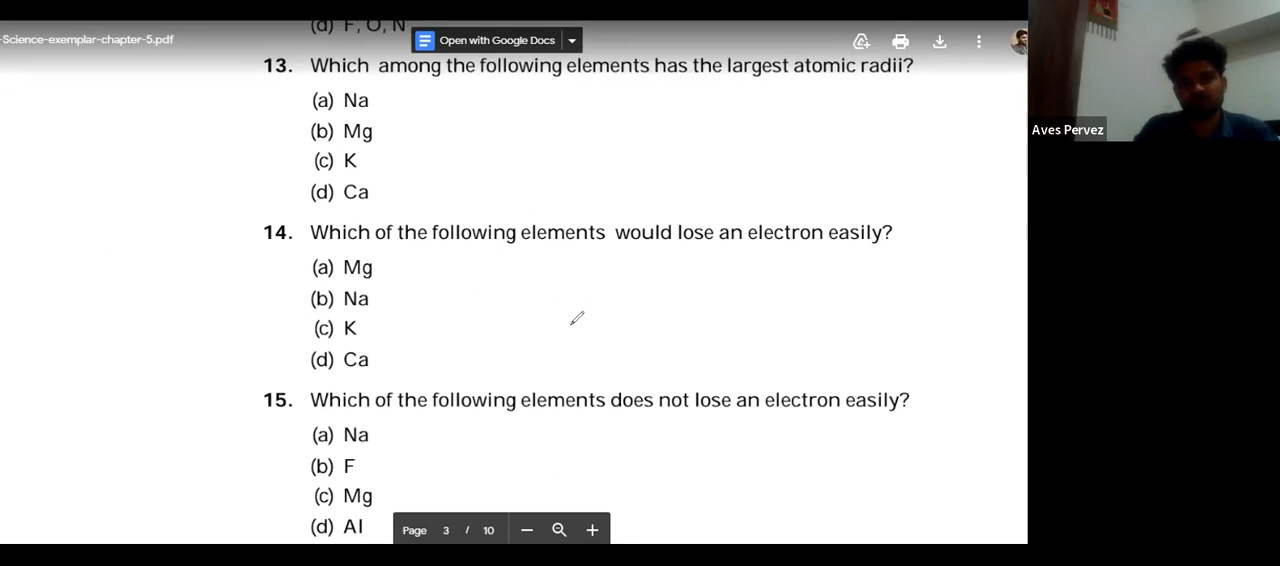 (d) F, O, N
-Science-exemplar-chapter-5.pdf
Open with Google Docs
13. Which among the following elements has the largest atomic radii?
(a) Na
(b) Mg
(c) K
(d) Ca
Aves Pervez
14. Which of the following elements would lose an electron easily?
(a) Mg
(b) Na
(c) K
(d) Ca
15. Which of the following elements does not lose an electron easily?
(a) Na
(b) F
(c) Mg
(d) Al
Page 3 / 10